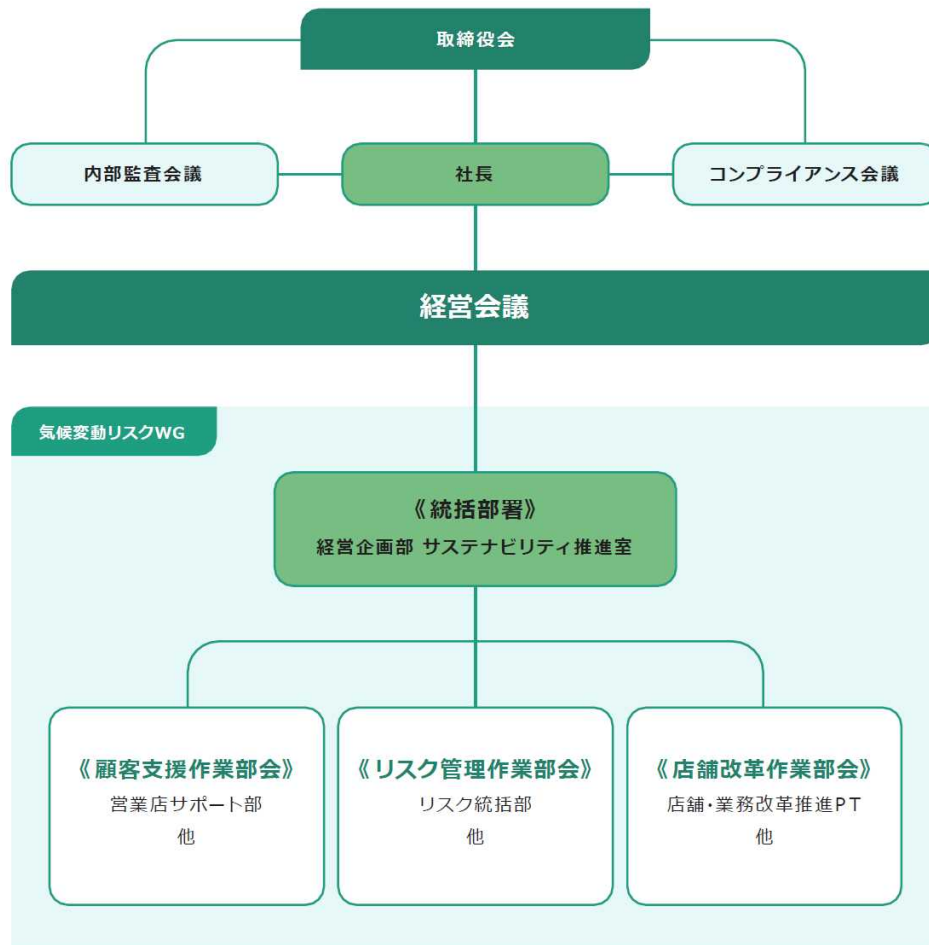 取締役会
内部監査会議
社長
コンプライアンス会議
経営会議
気候変動リスクWG
《統括部署》
経営企画部 サステナビリティ推進室
《顧客支援作業部会》
営業店サポート部
他
《リスク管理作業部会》
リスク統括部
他
《店舗改革作業部会》
店舗・業務改革推進PT
他